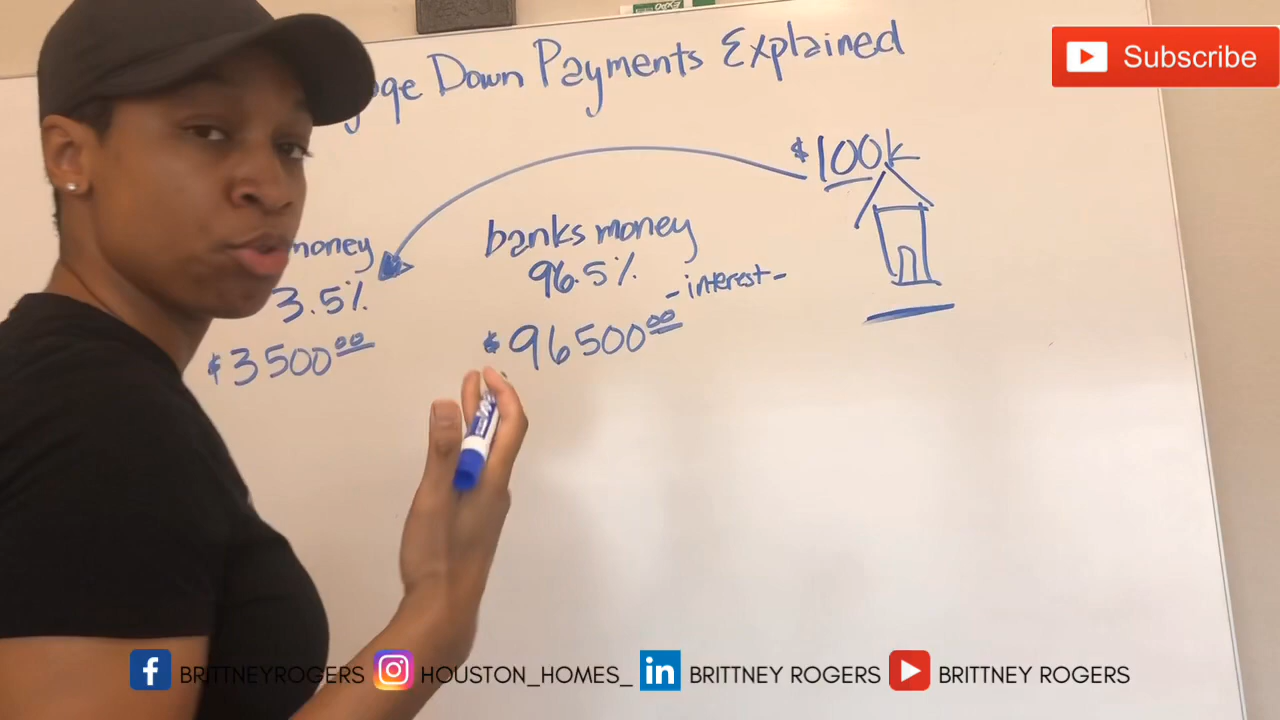 Down Payments Explained
$100k
money
banks money
3.5%
96.5%
- interest -
$3500.00
$96500.00
Subscribe
BRITTNEYROGERS
HOUSTON_HOMES_
BRITTNEY ROGERS
BRITTNEY ROGERS